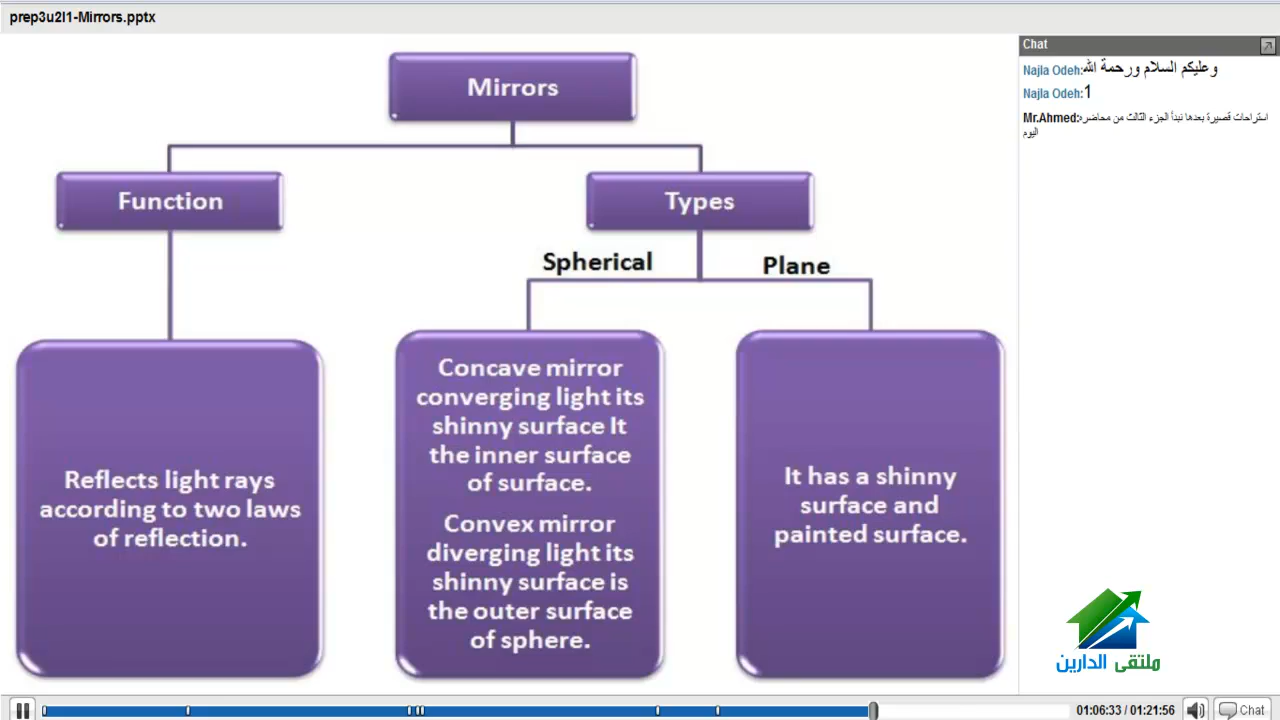 prep3u2l1-Mirrors.pptx
Mirrors
Function
Types
Spherical
Plane
Reflects light rays
according to two laws
of reflection.
Concave mirror
converging light its
shinny surface It
the inner surface
of surface.
Convex mirror
diverging light its
shinny surface is
the outer surface
of sphere.
It has a shinny
surface and
painted surface.
Chat
Najla Odeh:وعليكم السلام ورحمة الله
Najla Odeh:1
Mr.Ahmed:استراحات قصيرة بعدها نبدأ الجزء الثالث من محاضره
اليوم
ملتقى الدارين
01:06:33 / 01:21:56
Chat